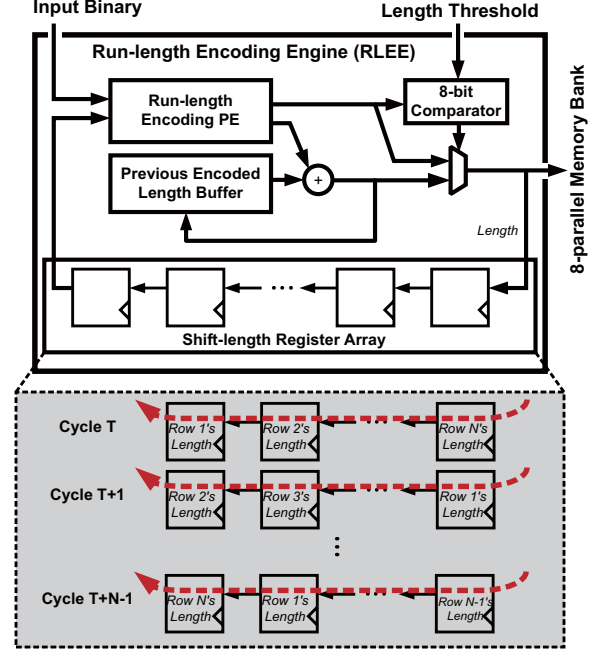 Input Binary
Length Threshold
Run-length Encoding Engine (RLEE)
Run-length
Encoding PE
8-bit
Comparator
Previous Encoded
Length Buffer
+
Length
8-parallel Memory Bank
Shift-length Register Array
Cycle T
Row 1's
Length
Row 2's
Length
Row N's
Length
Cycle T+1
Row 2's
Length
Row 3's
Length
Row 1's
Length
Cycle T+N-1
Row N's
Length
Row 1's
Length
Row N-1's
Length